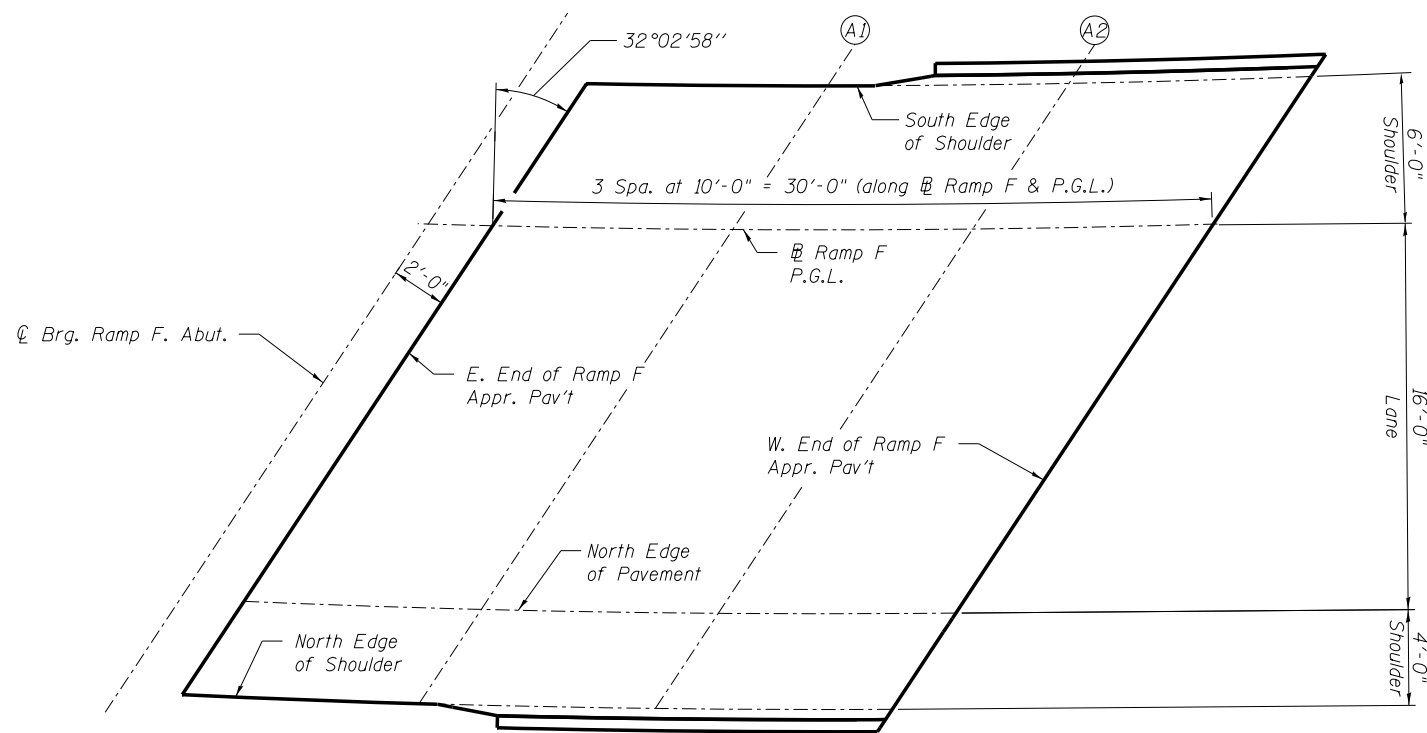 32°02'58''
A1
A2
South Edge
of Shoulder
6'-0"
Shoulder
3 Spa. at 10'-0" = 30'-0" (along ⅊ Ramp F & P.G.L.)
⅊ Ramp F
P.G.L.
2'-0"
℄ Brg. Ramp F. Abut.
E. End of Ramp F
Appr. Pav't
16'-0"
Lane
W. End of Ramp F
Appr. Pav't
North Edge
of Pavement
North Edge
of Shoulder
4'-0"
Shoulder